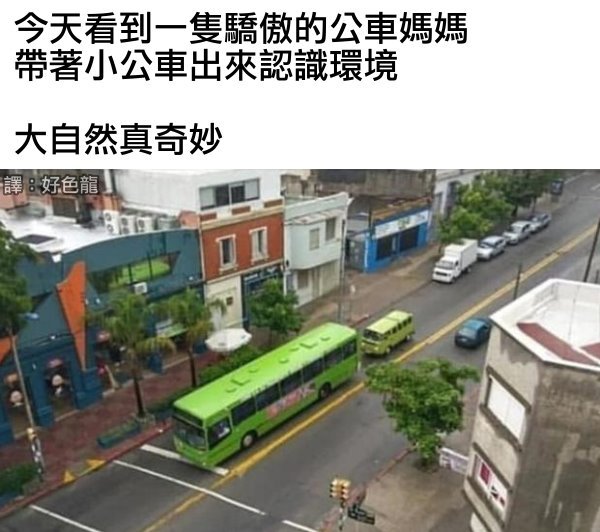 今天看到一隻驕傲的公車媽媽
帶著小公車出來認識環境
大自然真奇妙
譯：好色龍